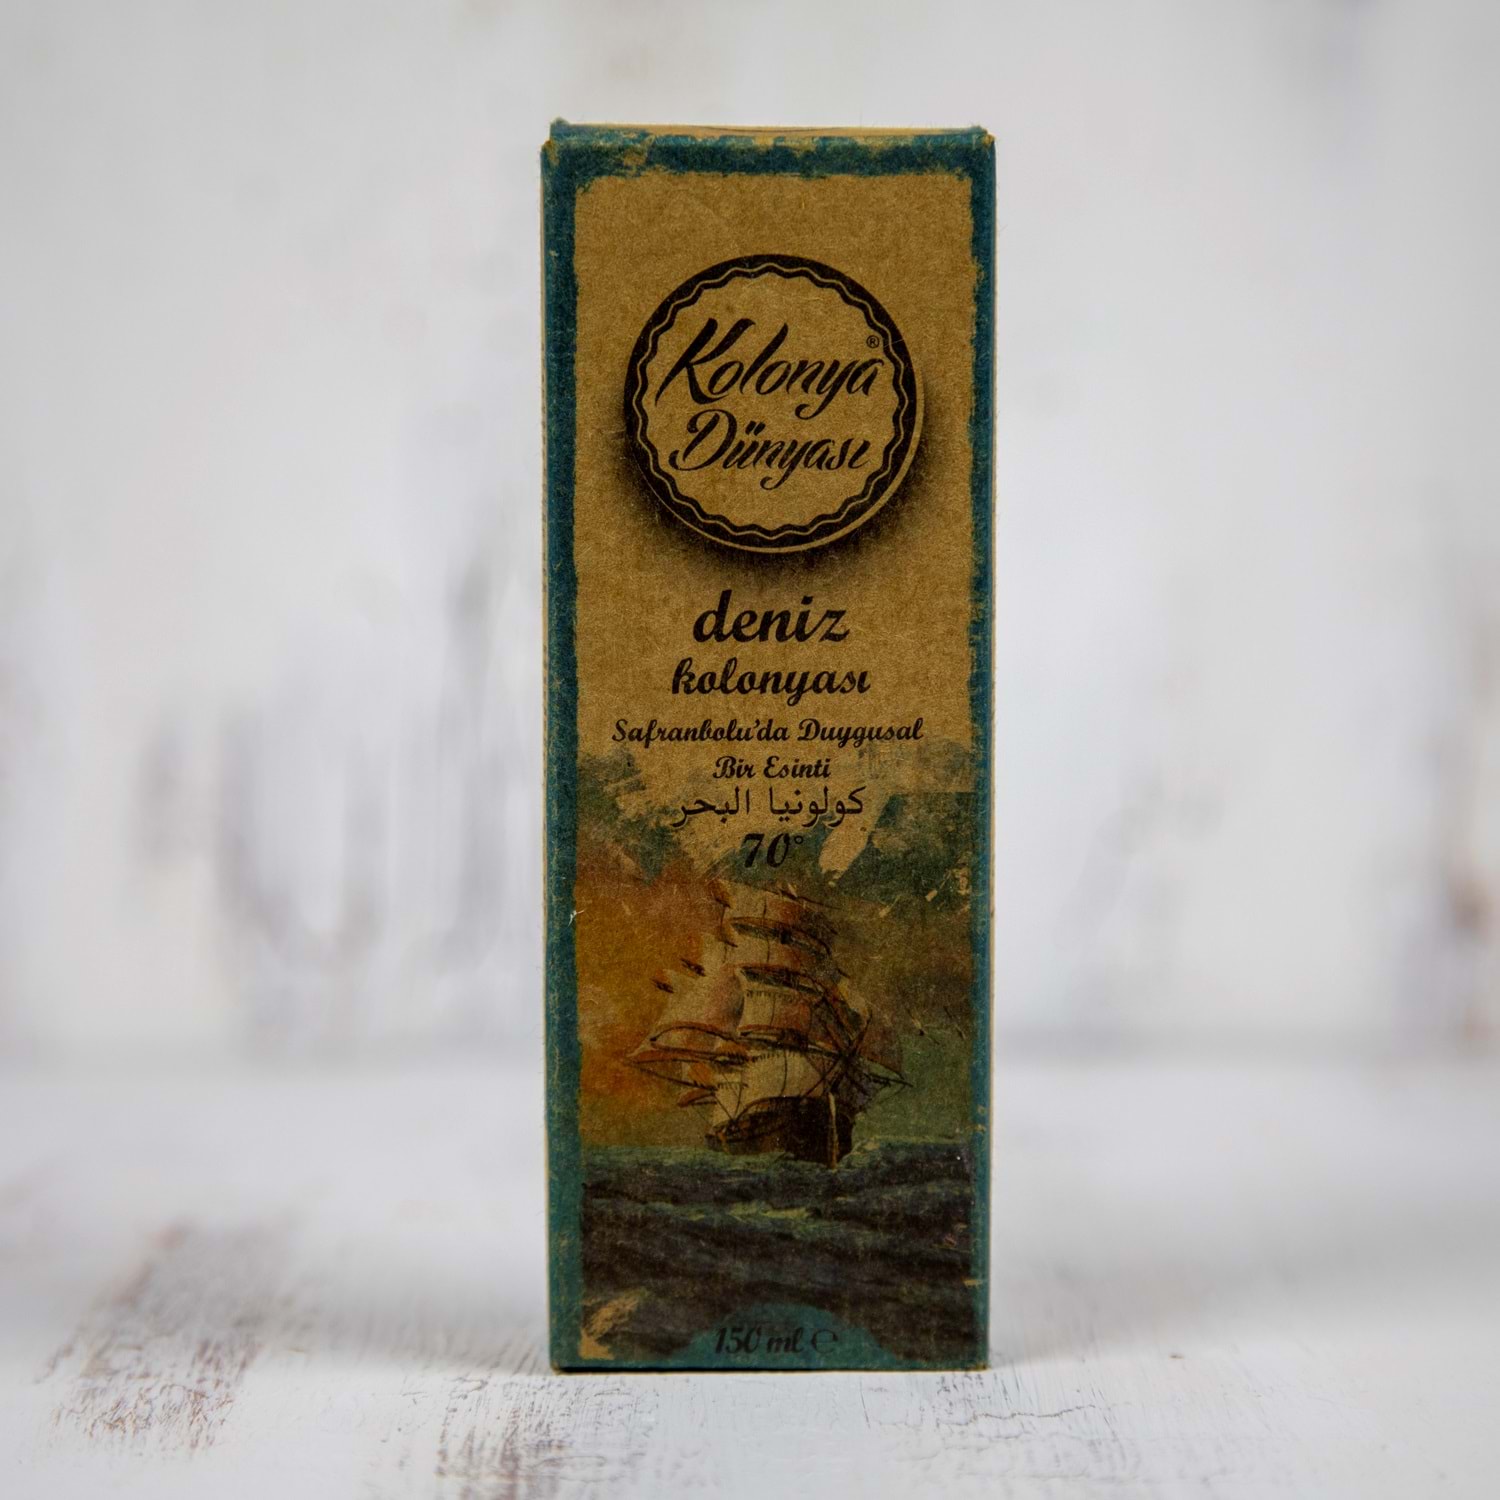 Kolonya®
Dünyası
deniz
kolonyası
Safranbolu'da Duygusal
Bir Esinti
كولونيا البحر
70°
150 ml ℮